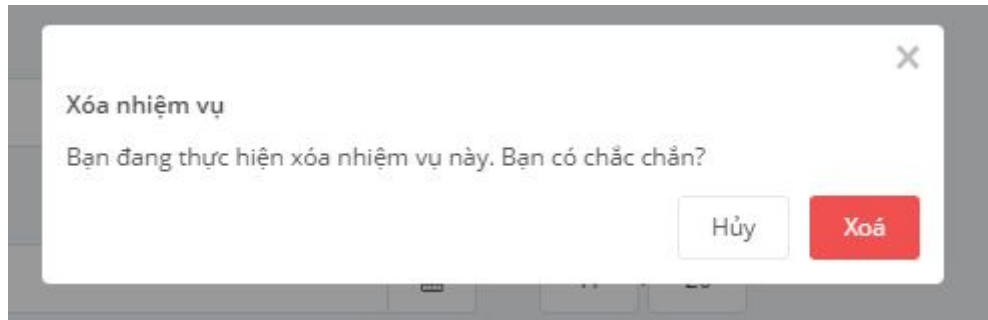 Xóa nhiệm vụ
Bạn đang thực hiện xóa nhiệm vụ này. Bạn có chắc chắn?
Hủy
Xoá